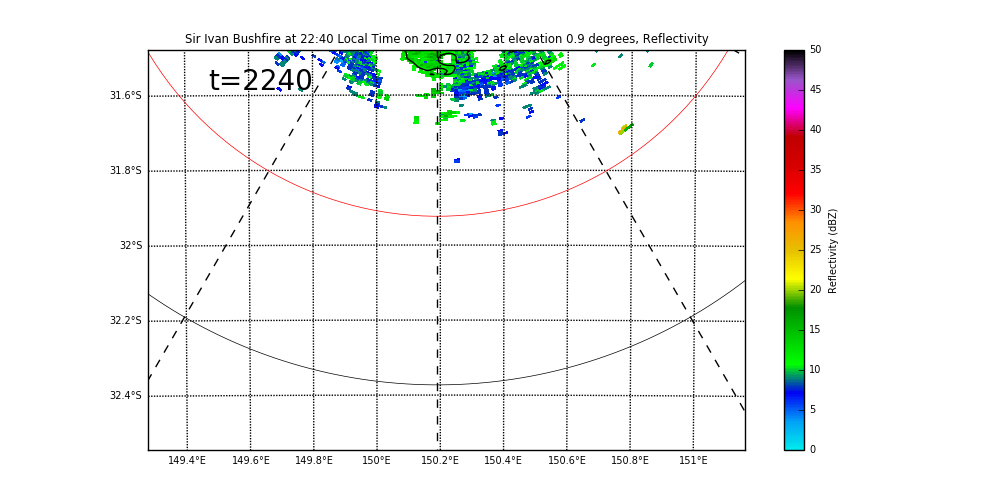 Sir Ivan Bushfire at 22:40 Local Time on 2017 02 12 at elevation 0.9 degrees, Reflectivity
t=2240
31.6°S
31.8°S
32°S
32.2°S
32.4°S
149.4°E 149.6°E 149.8°E 150°E 150.2°E 150.4°E 150.6°E 150.8°E 151°E
50
45
40
35
30
25
20
15
10
5
0
Reflectivity (dBZ)